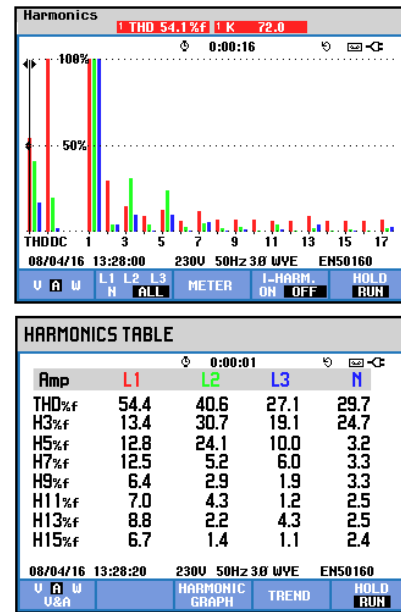 Harmonics
1 THD 54.1%f 1 K 72.0
0:00:16
100%
50%
THD DC 1 3 5 7 9 11 13 15 17
08/04/16 13:28:00 230V 50Hz 3Ø WYE EN50160
V A W L1 L2 L3 N ALL METER I-HARM. ON OFF HOLD RUN
HARMONICS TABLE
0:00:01
Amp L1 L2 L3 N
THD%f 54.4 40.6 27.1 29.7
H3%f 13.4 30.7 19.1 24.7
H5%f 12.8 24.1 10.0 3.2
H7%f 12.5 5.2 6.0 3.3
H9%f 6.4 2.9 1.9 3.3
H11%f 7.0 4.3 1.2 2.5
H13%f 8.8 2.2 4.3 2.5
H15%f 6.7 1.4 1.1 2.4
08/04/16 13:28:20 230V 50Hz 3Ø WYE EN50160
V A W V&A HARMONIC GRAPH TREND HOLD RUN